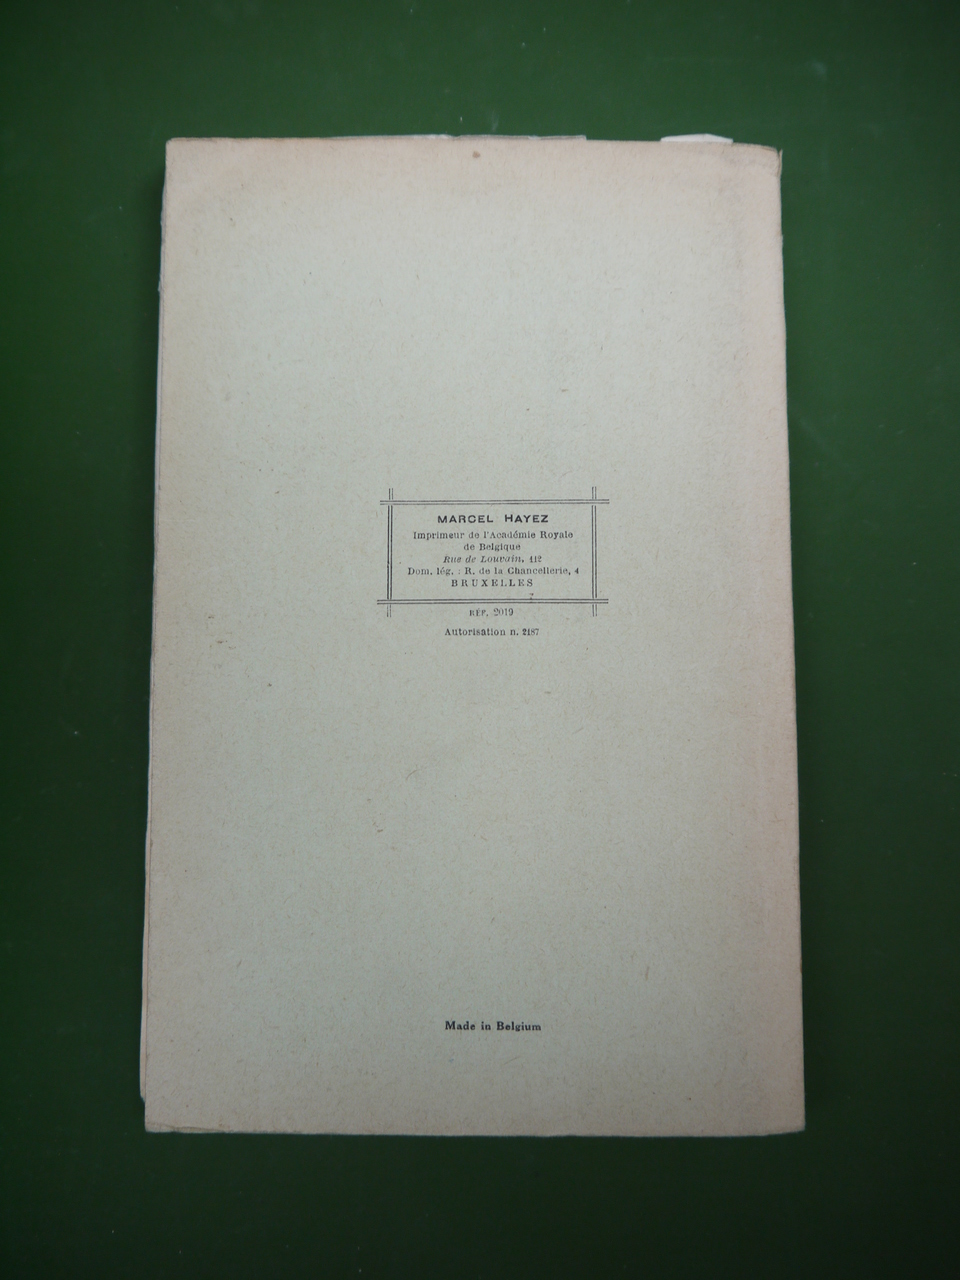 MARCEL HAYEZ
Imprimeur de l'Académie Royale
de Belgique
Rue de Louvain, 112
Dom. lég. : R. de la Chancellerie, 4
BRUXELLES
RÉP. 2019
Autorisation n. 2187
Made in Belgium